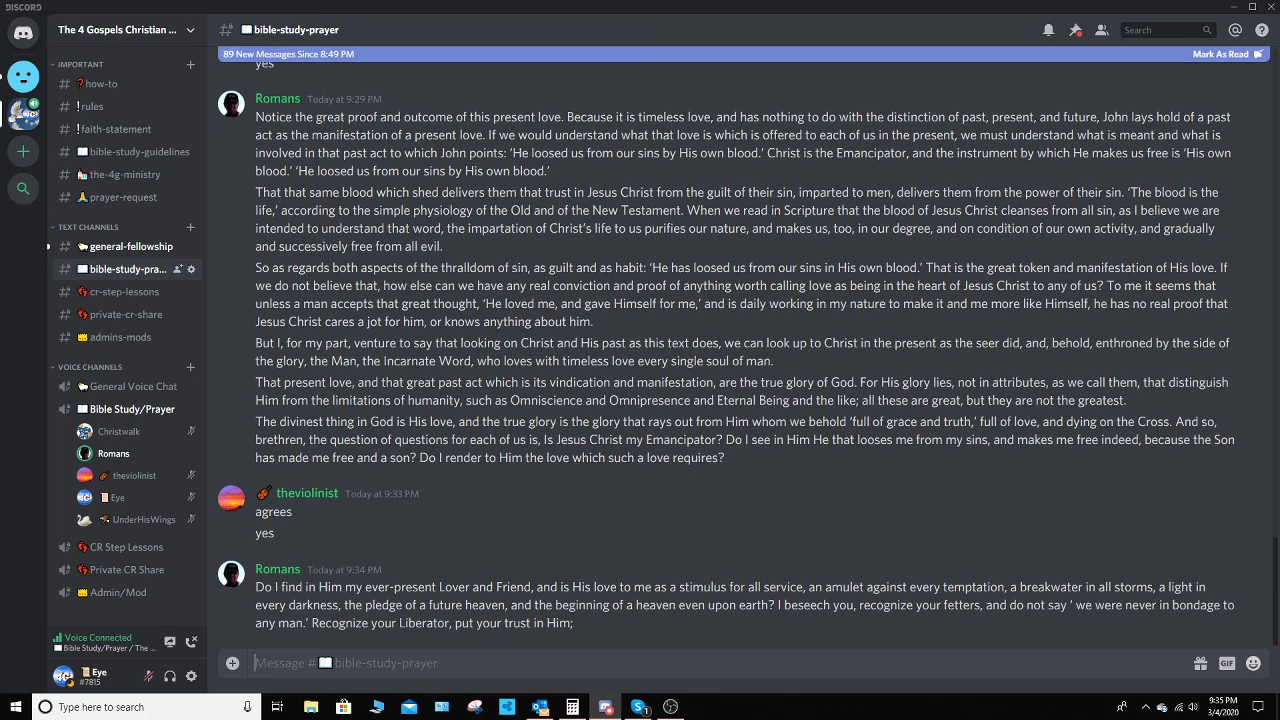 DISCORD
The 4 Gospels Christian ...
bible-study-prayer
Search
89 New Messages Since 8:49 PM
Mark As Read
IMPORTANT
how-to
rules
faith-statement
bible-study-guidelines
the-4g-ministry
prayer-request
TEXT CHANNELS
general-fellowship
bible-study-pra...
cr-step-lessons
private-cr-share
admins-mods
VOICE CHANNELS
General Voice Chat
Bible Study/Prayer
Christwalk
Romans
theviolinist
Eye
UnderHisWings
CR Step Lessons
Private CR Share
Admin/Mod
Voice Connected
Bible Study/Prayer / The ...
Eye
#7815
yes
Romans Today at 9:29 PM
Notice the great proof and outcome of this present love. Because it is timeless love, and has nothing to do with the distinction of past, present, and future, John lays hold of a past
act as the manifestation of a present love. If we would understand what that love is which is offered to each of us in the present, we must understand what is meant and what is
involved in that past act to which John points: ‘He loosed us from our sins by His own blood.’ Christ is the Emancipator, and the instrument by which He makes us free is ‘His own
blood.’ ‘He loosed us from our sins by His own blood.’
That that same blood which shed delivers them that trust in Jesus Christ from the guilt of their sin, imparted to men, delivers them from the power of their sin. ‘The blood is the
life,’ according to the simple physiology of the Old and of the New Testament. When we read in Scripture that the blood of Jesus Christ cleanses from all sin, as I believe we are
intended to understand that word, the impartation of Christ’s life to us purifies our nature, and makes us, too, in our degree, and on condition of our own activity, and gradually
and successively free from all evil.
So as regards both aspects of the thralldom of sin, as guilt and as habit: ‘He has loosed us from our sins in His own blood.’ That is the great token and manifestation of His love. If
we do not believe that, how else can we have any real conviction and proof of anything worth calling love as being in the heart of Jesus Christ to any of us? To me it seems that
unless a man accepts that great thought, ‘He loved me, and gave Himself for me,’ and is daily working in my nature to make it and me more like Himself, he has no real proof that
Jesus Christ cares a jot for him, or knows anything about him.
But I, for my part, venture to say that looking on Christ and His past as this text does, we can look up to Christ in the present as the seer did, and, behold, enthroned by the side of
the glory, the Man, the Incarnate Word, who loves with timeless love every single soul of man.
That present love, and that great past act which is its vindication and manifestation, are the true glory of God. For His glory lies, not in attributes, as we call them, that distinguish
Him from the limitations of humanity, such as Omniscience and Omnipresence and Eternal Being and the like; all these are great, but they are not the greatest.
The divinest thing in God is His love, and the true glory is the glory that rays out from Him whom we behold ‘full of grace and truth,’ full of love, and dying on the Cross. And so,
brethren, the question of questions for each of us is, Is Jesus Christ my Emancipator? Do I see in Him He that looses me from my sins, and makes me free indeed, because the Son
has made me free and a son? Do I render to Him the love which such a love requires?
theviolinist Today at 9:33 PM
agrees
yes
Romans Today at 9:34 PM
Do I find in Him my ever-present Lover and Friend, and is His love to me as a stimulus for all service, an amulet against every temptation, a breakwater in all storms, a light in
every darkness, the pledge of a future heaven, and the beginning of a heaven even upon earth? I beseech you, recognize your fetters, and do not say ‘ we were never in bondage to
any man.’ Recognize your Liberator, put your trust in Him;
Message # bible-study-prayer
GIF
Type here to search
9:35 PM
3/4/2020